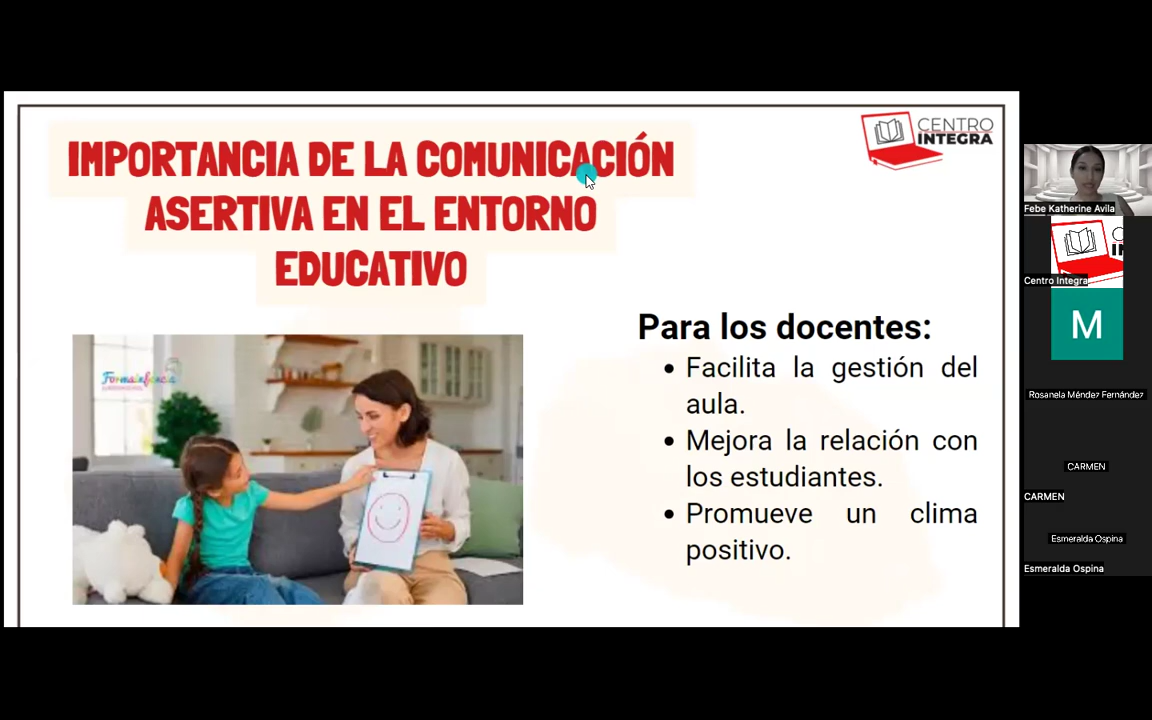 IMPORTANCIA DE LA COMUNICACIÓN
ASERTIVA EN EL ENTORNO
EDUCATIVO
CENTRO
INTEGRA
Formainfancia
Para los docentes:
• Facilita la gestión del
aula.
• Mejora la relación con
los estudiantes.
• Promueve un clima
positivo.
Febe Katherine Avila
Centro Integra
M
Rosanela Méndez Fernández
CARMEN
CARMEN
Esmeralda Ospina
Esmeralda Ospina